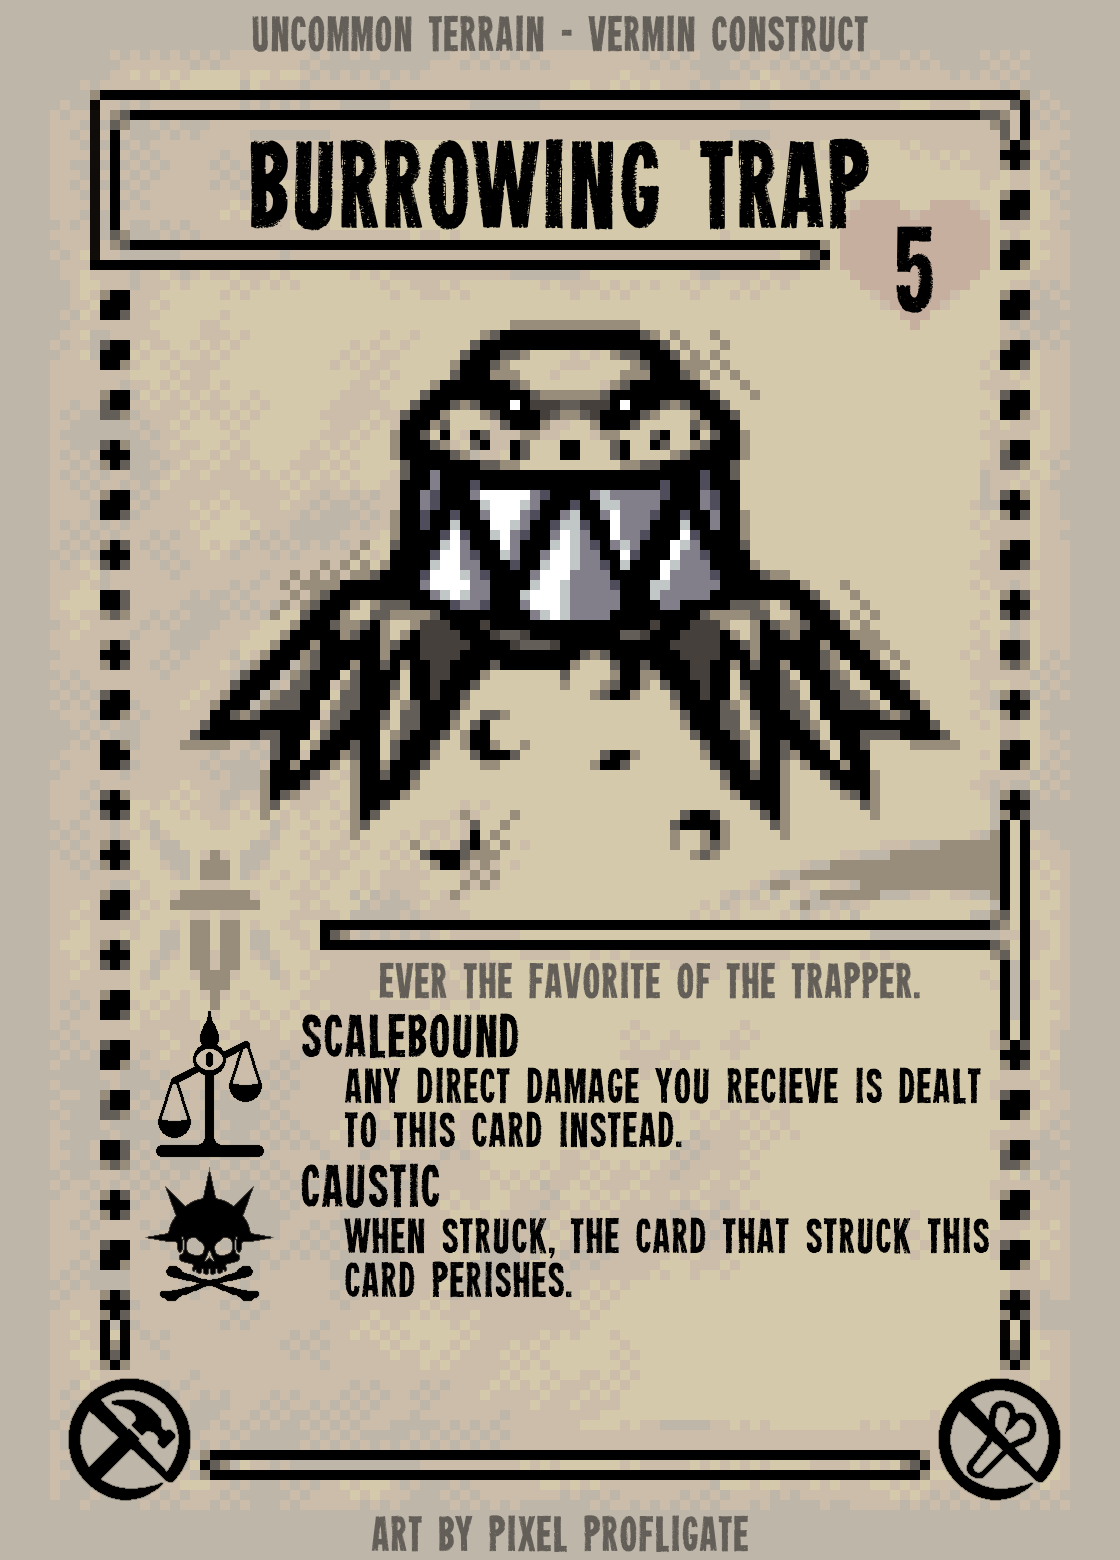 UNCOMMON TERRAIN - VERMIN CONSTRUCT
BURROWING TRAP
5
EVER THE FAVORITE OF THE TRAPPER.
SCALEBOUND
ANY DIRECT DAMAGE YOU RECIEVE IS DEALT
TO THIS CARD INSTEAD.
CAUSTIC
WHEN STRUCK, THE CARD THAT STRUCK THIS
CARD PERISHES.
ART BY PIXEL PROFLIGATE